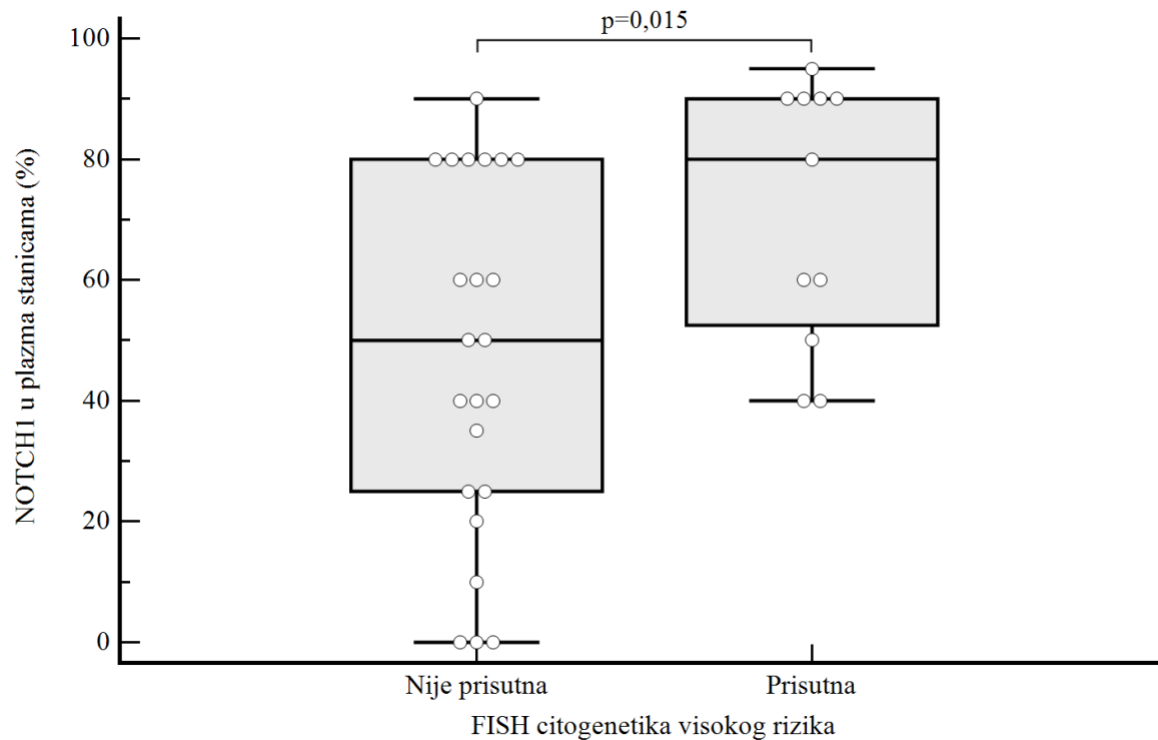 p=0,015
100
80
60
40
20
0
NOTCH1 u plazma stanicama (%)
Nije prisutna
Prisutna
FISH citogenetika visokog rizika